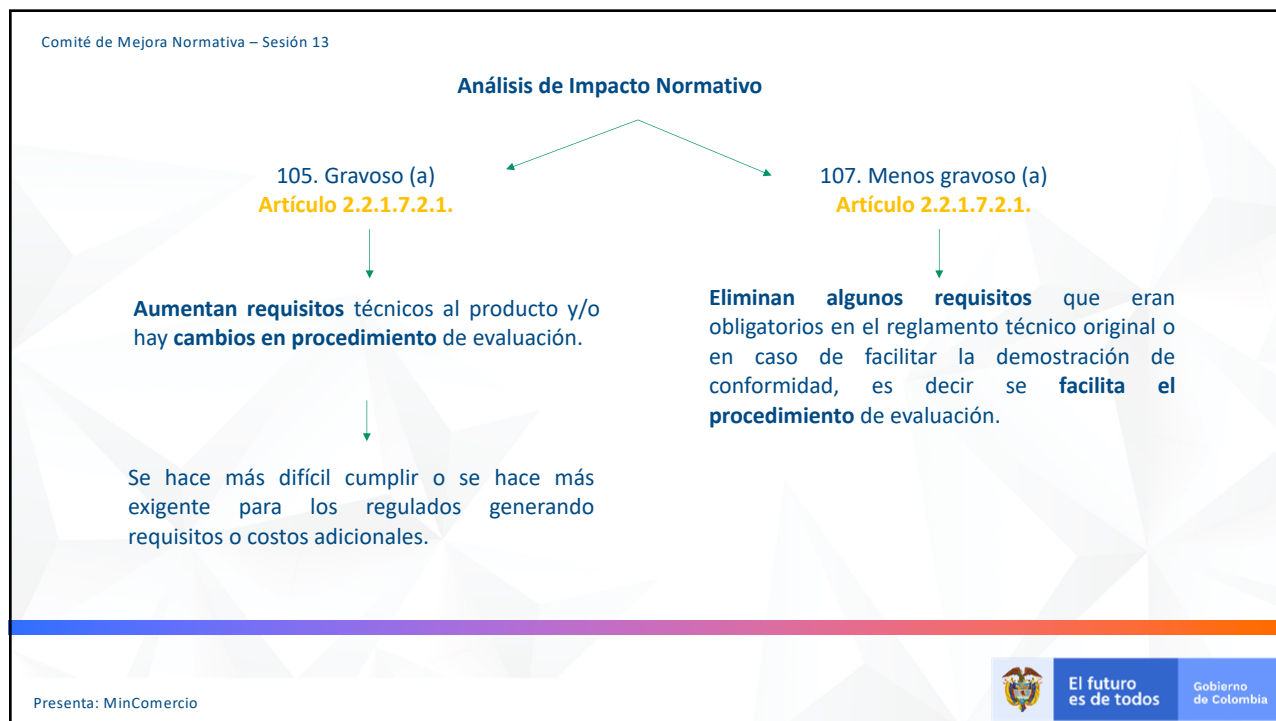 Comité de Mejora Normativa – Sesión 13
Análisis de Impacto Normativo
105. Gravoso (a)
Artículo 2.2.1.7.2.1.
Aumentan requisitos técnicos al producto y/o
hay cambios en procedimiento de evaluación.
Se hace más difícil cumplir o se hace más
exigente para los regulados generando
requisitos o costos adicionales.
107. Menos gravoso (a)
Artículo 2.2.1.7.2.1.
Eliminan algunos requisitos que eran
obligatorios en el reglamento técnico original o
en caso de facilitar la demostración de
conformidad, es decir se facilita el
procedimiento de evaluación.
Presenta: MinComercio
El futuro
es de todos
Gobierno
de Colombia